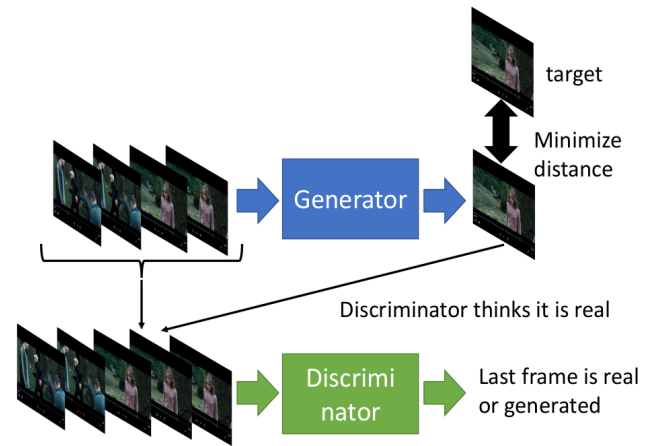 target
Minimize
distance
Generator
Discriminator thinks it is real
Discrimi
nator
Last frame is real
or generated